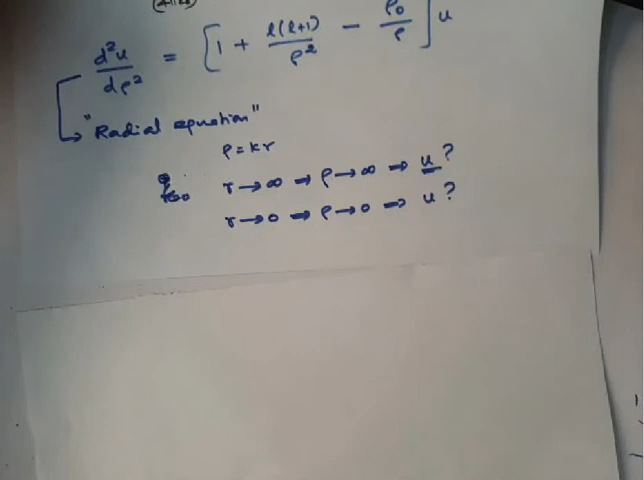 d²u/dρ² = [1 + l(l+1)/ρ² - ρ₀/ρ] u
"Radial equation"
ρ = kr
r → ∞ ⇒ ρ → ∞ ⇒ u?
r → 0 ⇒ ρ → 0 ⇒ u?